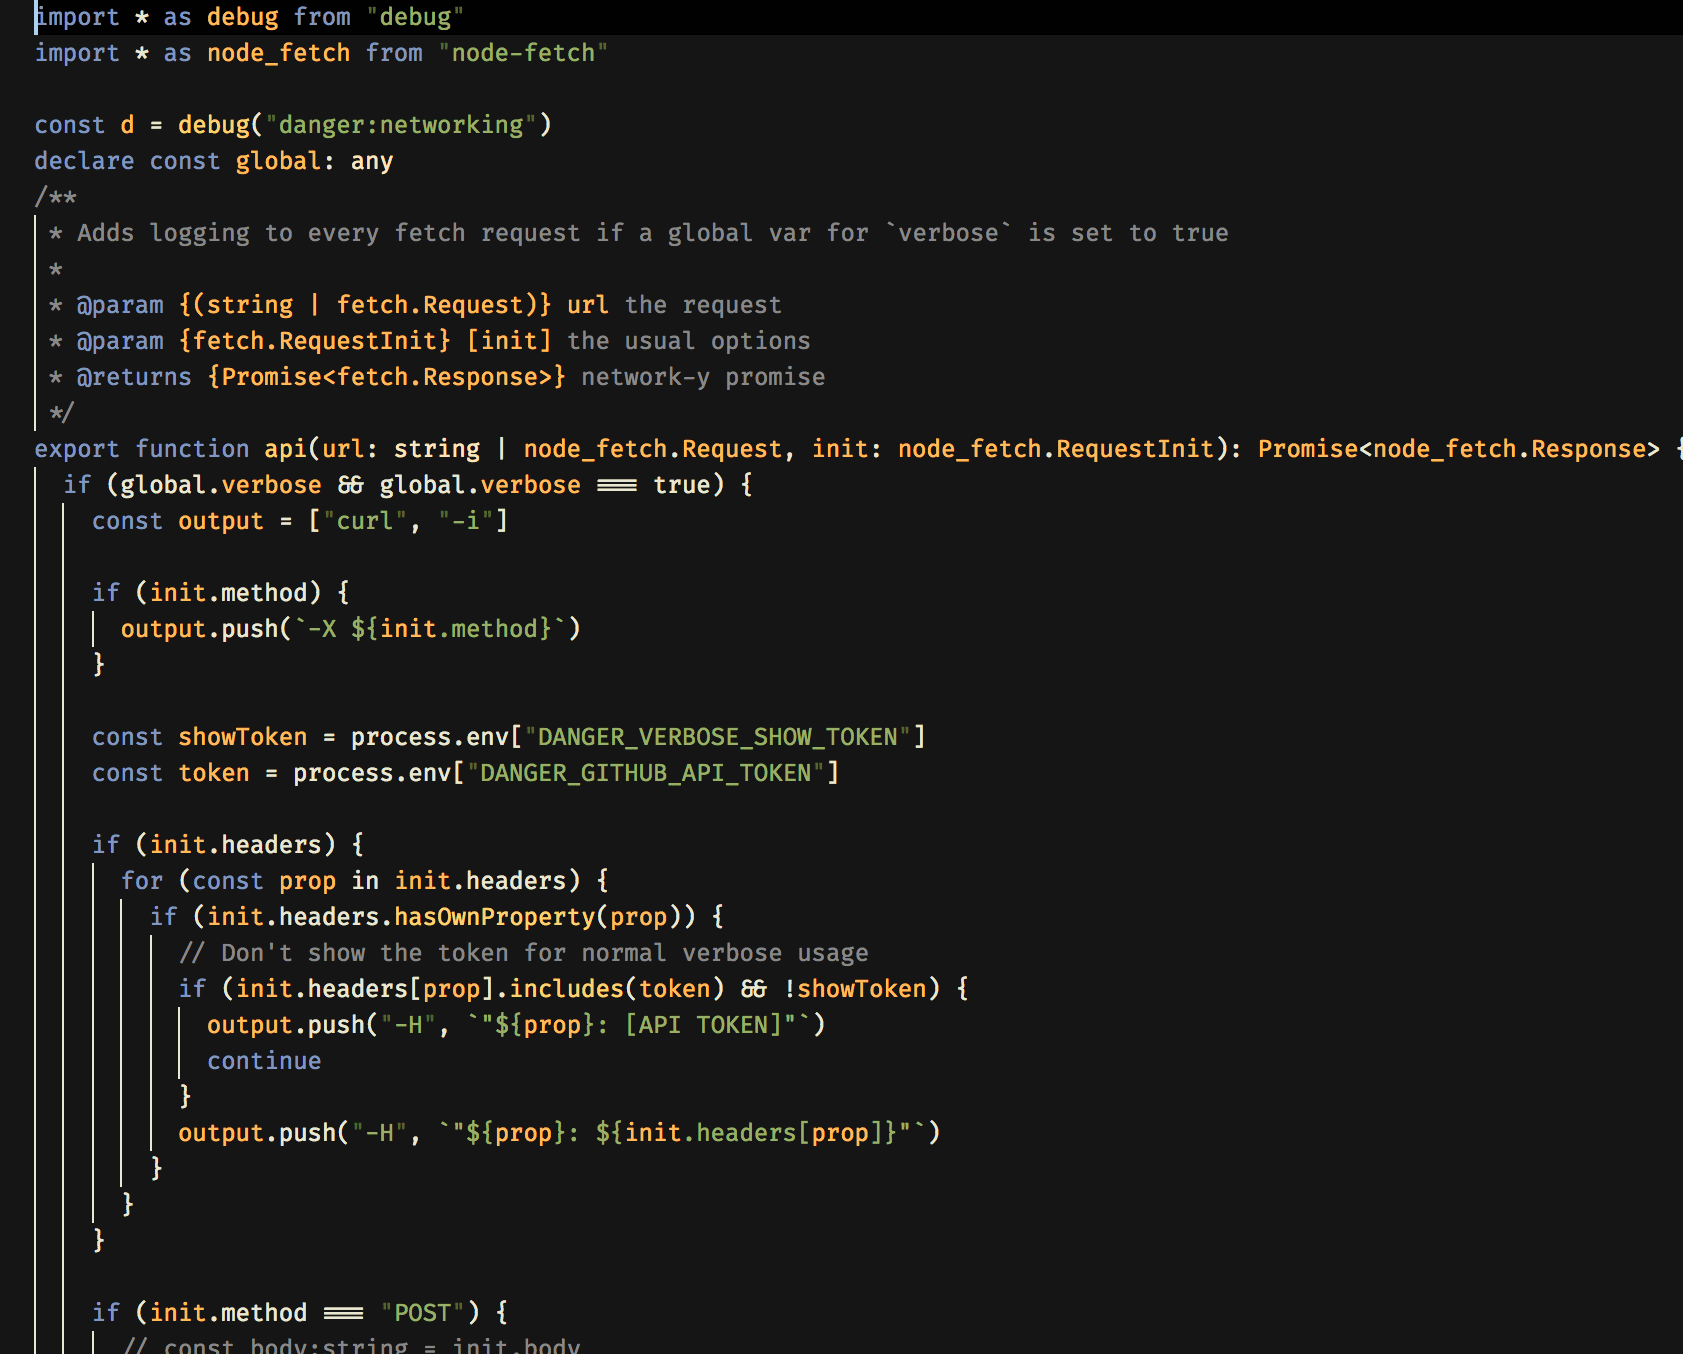 import * as debug from "debug"
import * as node_fetch from "node-fetch"

const d = debug("danger:networking")
declare const global: any
/**
 * Adds logging to every fetch request if a global var for `verbose` is set to true
 *
 * @param {(string | fetch.Request)} url the request
 * @param {fetch.RequestInit} [init] the usual options
 * @returns {Promise<fetch.Response>} network-y promise
 */
export function api(url: string | node_fetch.Request, init: node_fetch.RequestInit): Promise<node_fetch.Response> {
  if (global.verbose && global.verbose === true) {
    const output = ["curl", "-i"]

    if (init.method) {
      output.push(`-X ${init.method}`)
    }

    const showToken = process.env["DANGER_VERBOSE_SHOW_TOKEN"]
    const token = process.env["DANGER_GITHUB_API_TOKEN"]

    if (init.headers) {
      for (const prop in init.headers) {
        if (init.headers.hasOwnProperty(prop)) {
          // Don't show the token for normal verbose usage
          if (init.headers[prop].includes(token) && !showToken) {
            output.push("-H", `"${prop}: [API TOKEN]"`)
            continue
          }
          output.push("-H", `"${prop}: ${init.headers[prop]}"`)
        }
      }
    }

    if (init.method === "POST") {
      // const body:string = init.body